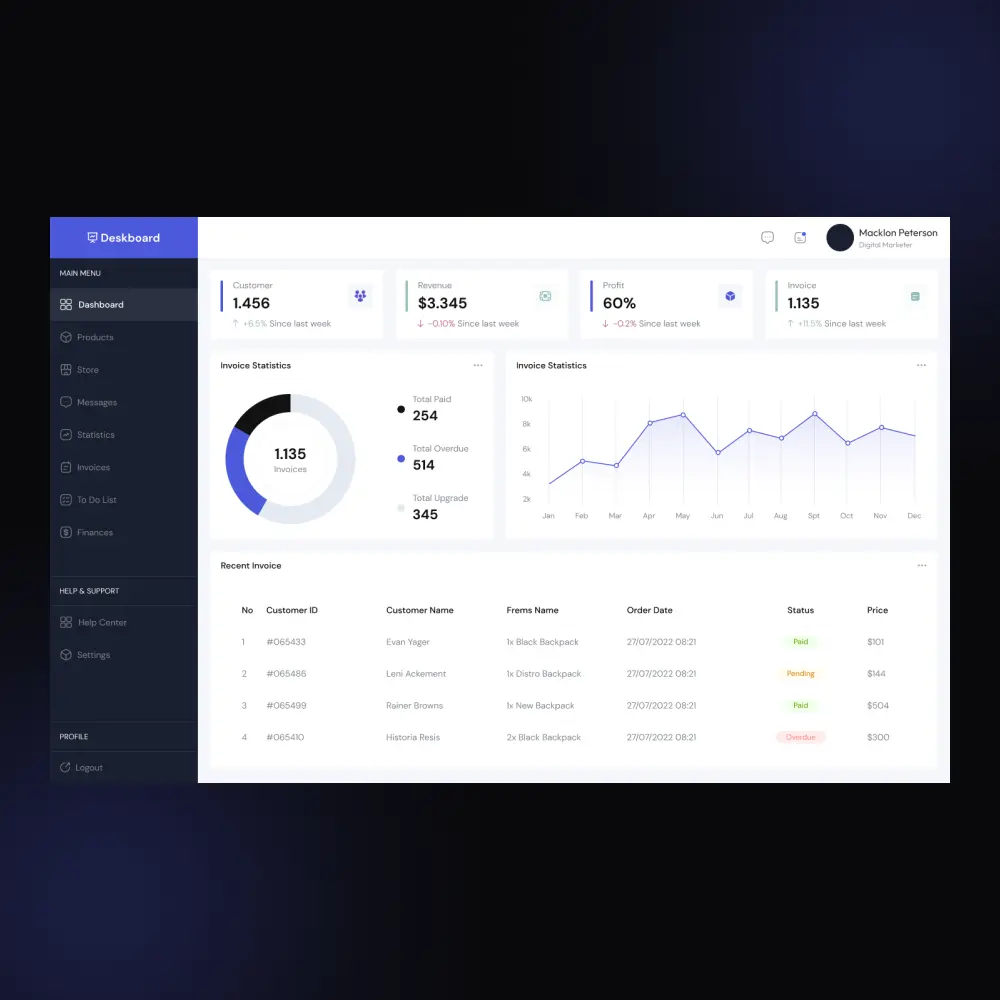 Deskboard
Macklon Peterson
Digital Marketer
MAIN MENU
Dashboard
Products
Store
Messages
Statistics
Invoices
To Do List
Finances
HELP & SUPPORT
Help Center
Settings
PROFILE
Logout
Customer
1.456
+6.5% Since last week
Revenue
$3.345
-0.10% Since last week
Profit
60%
-0.2% Since last week
Invoice
1.135
+11.5% Since last week
Invoice Statistics
1.135
Invoices
Total Paid
254
Total Overdue
514
Total Upgrade
345
Invoice Statistics
10k
8k
6k
4k
2k
Jan Feb Mar Apr May Jun Jul Aug Spt Oct Nov Dec
Recent Invoice
No Customer ID Customer Name Frems Name Order Date Status Price
1 #065433 Evan Yager 1x Black Backpack 27/07/2022 08:21 Paid $101
2 #065486 Leni Ackement 1x Distro Backpack 27/07/2022 08:21 Pending $144
3 #065499 Rainer Browns 1x New Backpack 27/07/2022 08:21 Paid $504
4 #065410 Historia Resis 2x Black Backpack 27/07/2022 08:21 Overdue $300